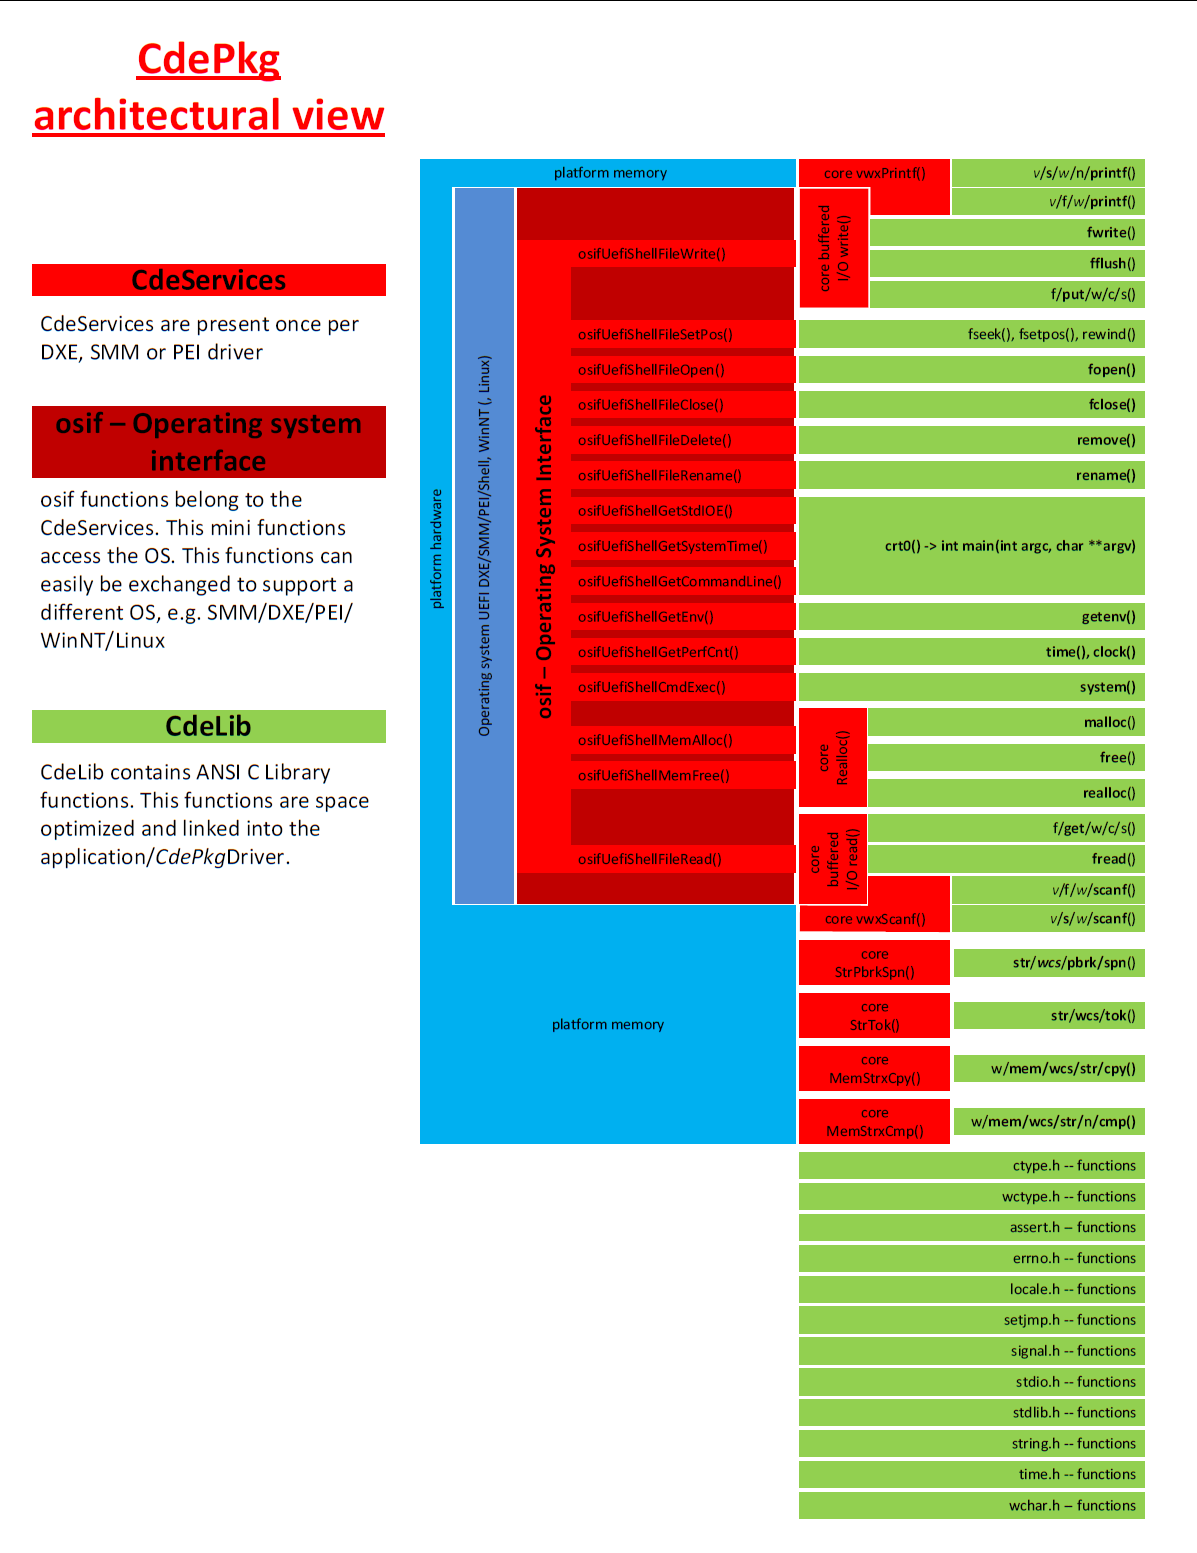 CdePkg
architectural view
CdeServices
CdeServices are present once per
DXE, SMM or PEI driver
osif – Operating system
interface
osif functions belong to the
CdeServices. This mini functions
access the OS. This functions can
easily be exchanged to support a
different OS, e.g. SMM/DXE/PEI/
WinNT/Linux
CdeLib
CdeLib contains ANSI C Library
functions. This functions are space
optimized and linked into the
application/CdePkgDriver.
platform memory
platform hardware
Operating system UEFI DXE/SMM/PEI/Shell, WinNT (, Linux)
osif – Operating System Interface
osifUefiShellFileWrite()
osifUefiShellFileSetPos()
osifUefiShellFileOpen()
osifUefiShellFileClose()
osifUefiShellFileDelete()
osifUefiShellFileRename()
osifUefiShellGetStdIOE()
osifUefiShellGetSystemTime()
osifUefiShellGetCommandLine()
osifUefiShellGetEnv()
osifUefiShellGetPerfCnt()
osifUefiShellCmdExec()
osifUefiShellMemAlloc()
osifUefiShellMemFree()
osifUefiShellFileRead()
platform memory
core vwxPrintf()
core buffered
I/O write()
core
Realloc()
core
buffered
I/O read()
core vwxScanf()
core
StrPbrkSpn()
core
StrTok()
core
MemStrxCpy()
core
MemStrxCmp()
v/s/w/n/printf()
v/f/w/printf()
fwrite()
fflush()
f/put/w/c/s()
fseek(), fsetpos(), rewind()
fopen()
fclose()
remove()
rename()
crt0() -> int main(int argc, char **argv)
getenv()
time(), clock()
system()
malloc()
free()
realloc()
f/get/w/c/s()
fread()
v/f/w/scanf()
v/s/w/scanf()
str/wcs/pbrk/spn()
str/wcs/tok()
w/mem/wcs/str/cpy()
w/mem/wcs/str/n/cmp()
ctype.h -- functions
wctype.h -- functions
assert.h – functions
errno.h -- functions
locale.h -- functions
setjmp.h -- functions
signal.h -- functions
stdio.h -- functions
stdlib.h -- functions
string.h -- functions
time.h -- functions
wchar.h – functions